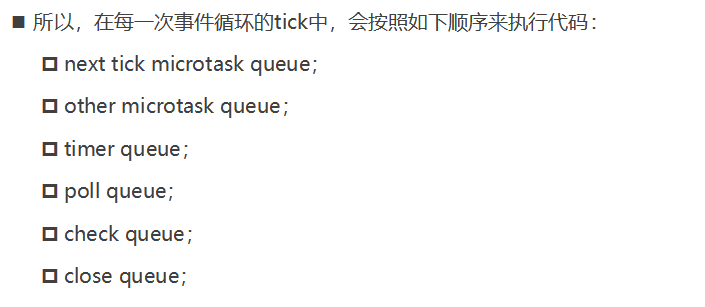 ■ 所以，在每一次事件循环的tick中，会按照如下顺序来执行代码：
□ next tick microtask queue；
□ other microtask queue；
□ timer queue；
□ poll queue；
□ check queue；
□ close queue；